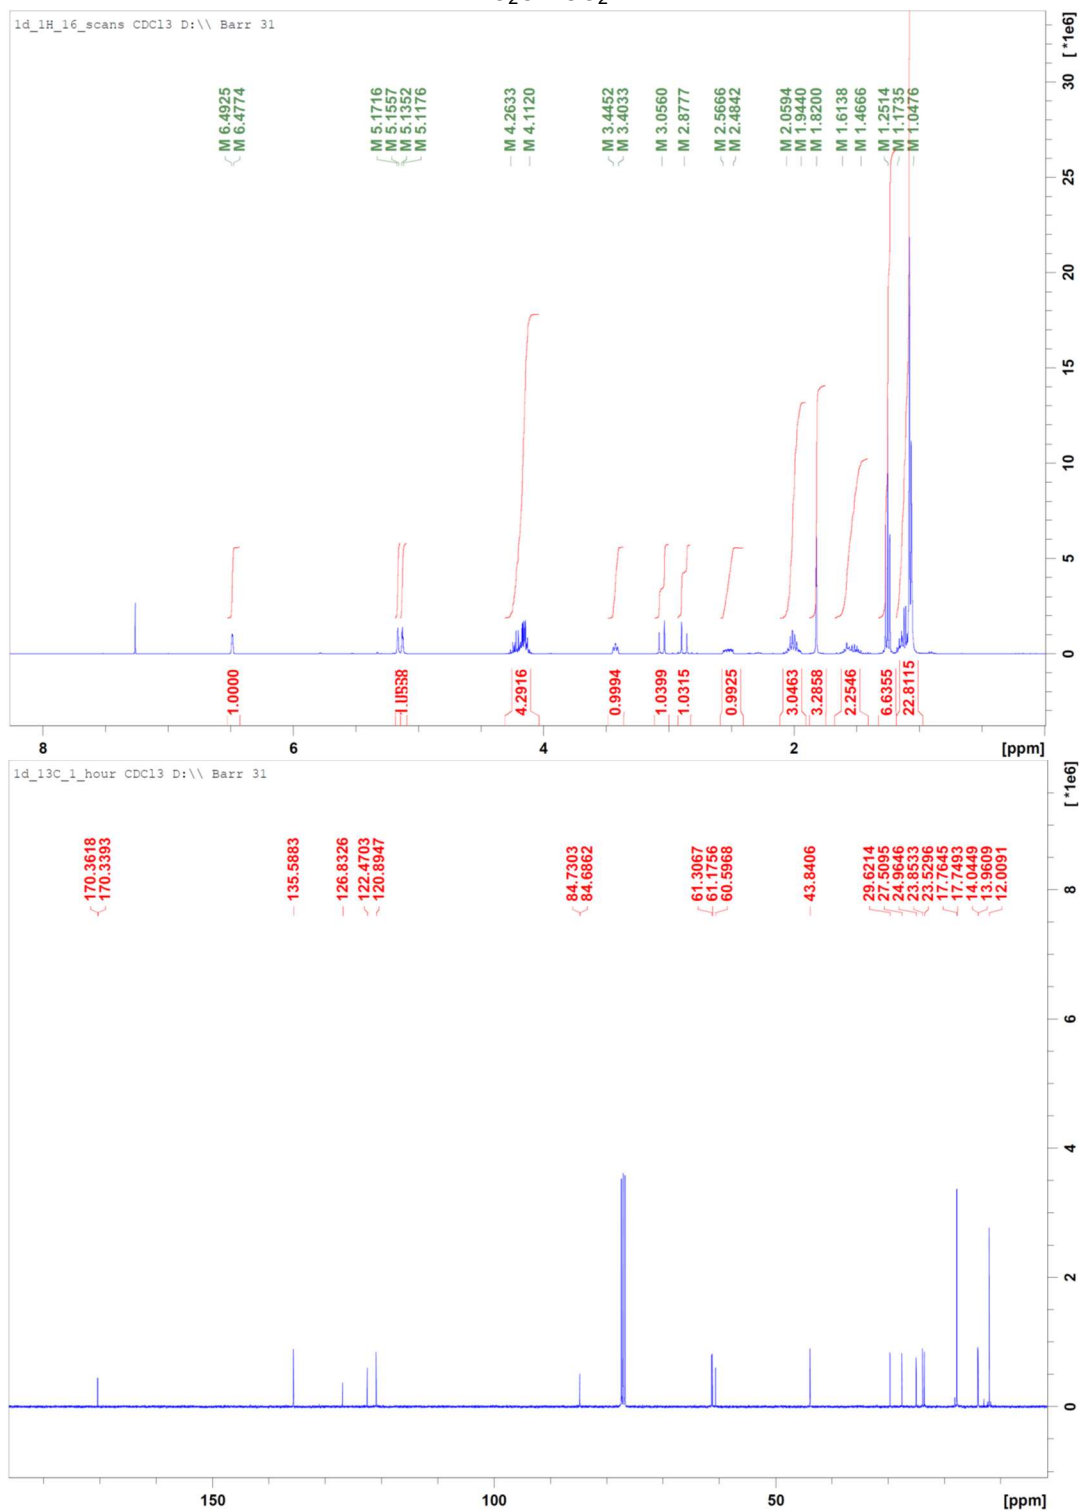 1d_1H_16_scans CDCl3 D:\\ Barr 31
[ *1e6]
M 6.4925
M 6.4774
M 5.1716
M 5.1557
M 5.1352
M 5.1176
M 4.2633
M 4.1120
M 3.4452
M 3.4033
M 3.0560
M 2.8777
M 2.5666
M 2.4842
M 2.0594
M 1.9440
M 1.8200
M 1.6138
M 1.4666
M 1.2514
M 1.1735
M 1.0476
30
25
20
15
10
5
0
1.0000
4.2916
0.9994
1.0399
1.0315
0.9925
3.0463
3.2858
2.2546
6.6355
22.8115
8 6 4 2 [ppm]
1d_13C_1_hour CDCl3 D:\\ Barr 31
[ *1e6]
170.3618
170.3393
135.5883
126.8326
122.4703
120.8947
84.7303
84.6862
61.3067
61.1756
60.5968
43.8406
29.6214
27.5095
24.9646
23.8533
23.5296
17.7645
17.7493
14.0449
13.9609
12.0091
8
6
4
2
0
150 100 50 [ppm]